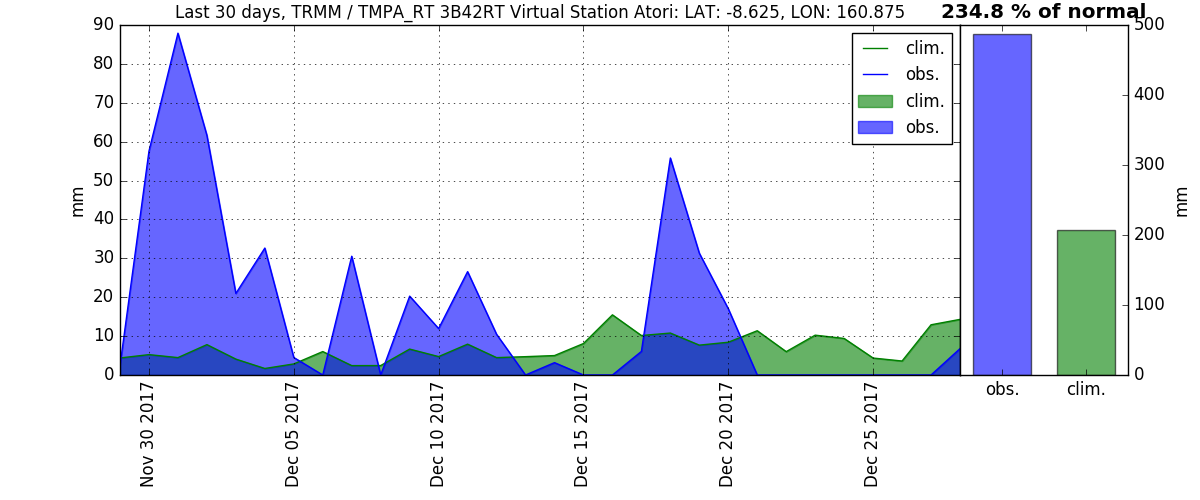 Last 30 days, TRMM / TMPA_RT 3B42RT Virtual Station Atori: LAT: -8.625, LON: 160.875
234.8 % of normal
90
80
70
60
50
40
30
20
10
0
mm
clim.
obs.
clim.
obs.
Nov 30 2017
Dec 05 2017
Dec 10 2017
Dec 15 2017
Dec 20 2017
Dec 25 2017
500
400
300
200
100
0
mm
obs.
clim.